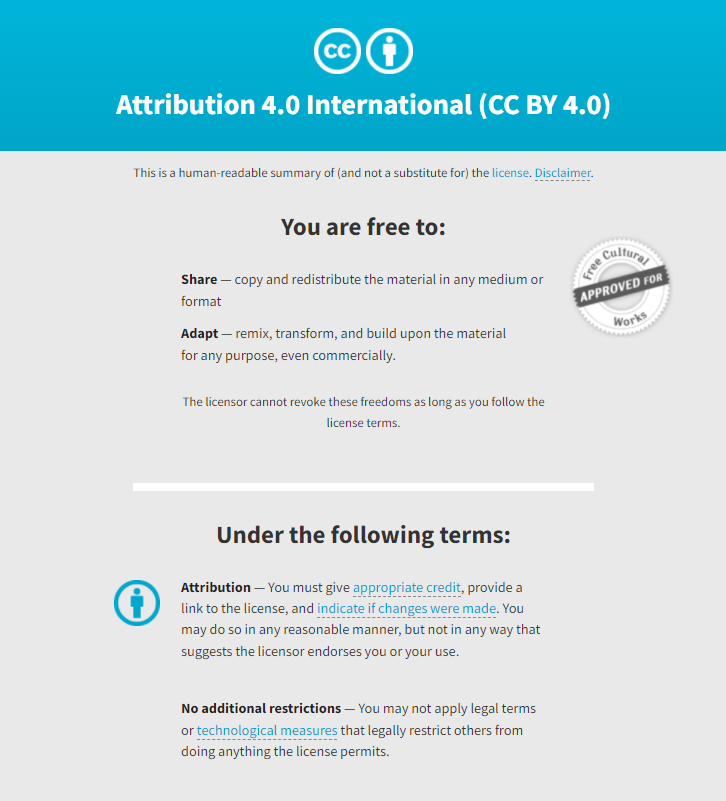 cc
Attribution 4.0 International (CC BY 4.0)
This is a human-readable summary of (and not a substitute for) the license. Disclaimer.
You are free to:
Share — copy and redistribute the material in any medium or
format
Adapt — remix, transform, and build upon the material
for any purpose, even commercially.
Free Cultural
APPROVED FOR
Works
The licensor cannot revoke these freedoms as long as you follow the
license terms.
Under the following terms:
Attribution — You must give appropriate credit, provide a
link to the license, and indicate if changes were made. You
may do so in any reasonable manner, but not in any way that
suggests the licensor endorses you or your use.
No additional restrictions — You may not apply legal terms
or technological measures that legally restrict others from
doing anything the license permits.